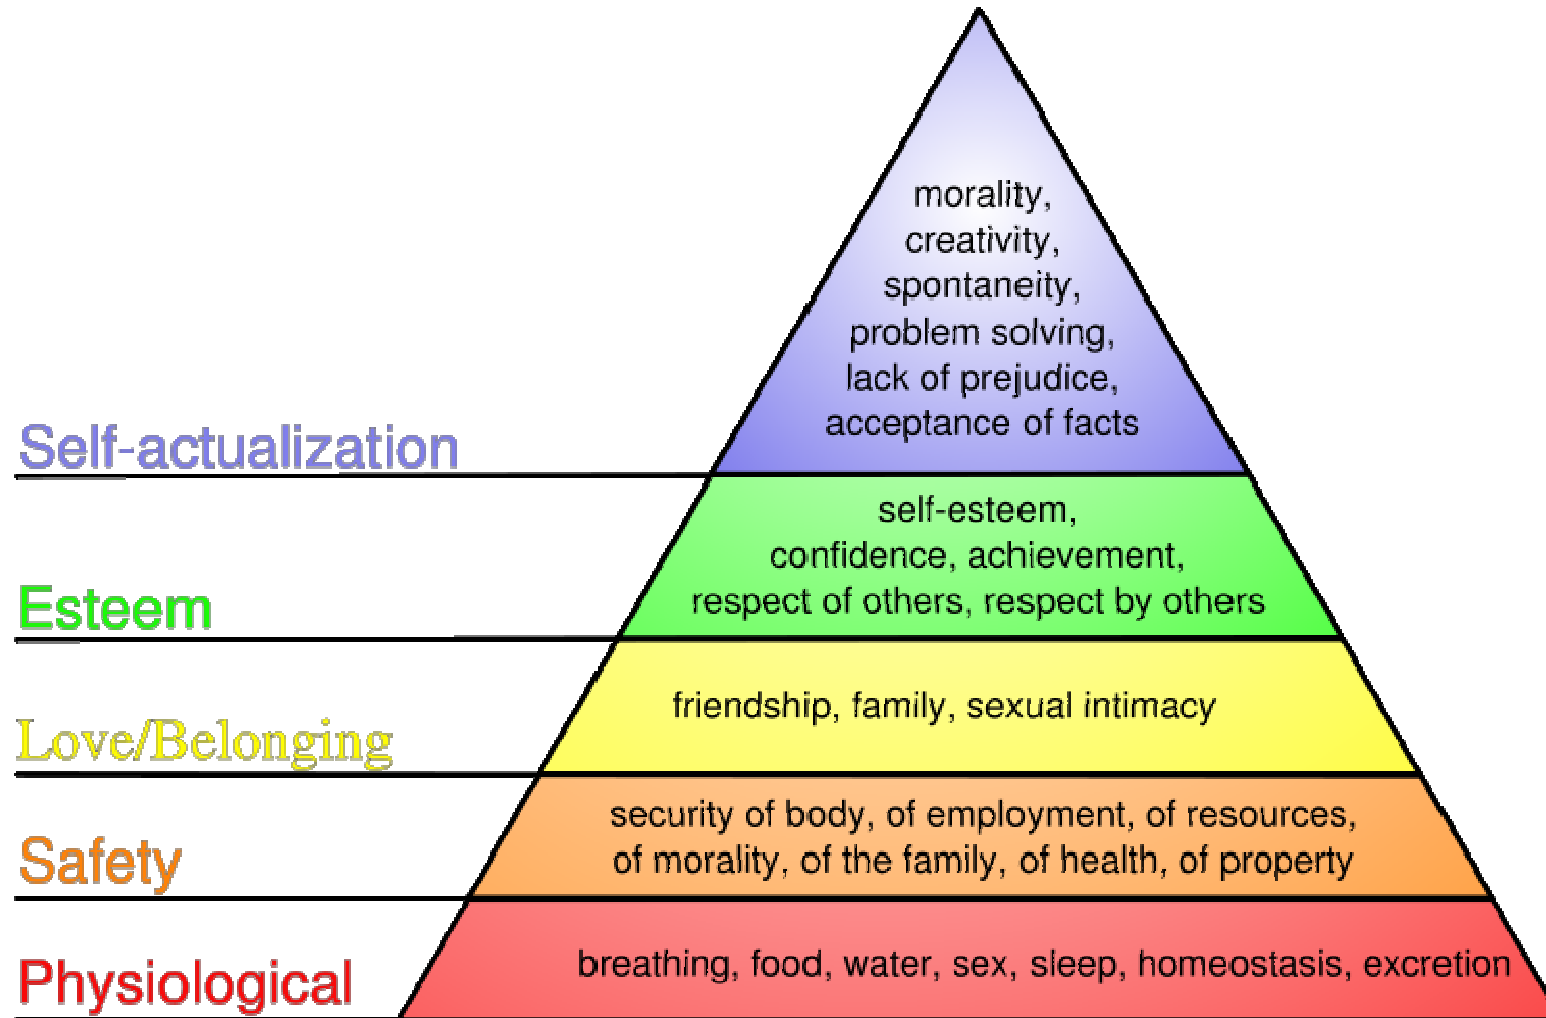 morality,
creativity,
spontaneity,
problem solving,
lack of prejudice,
acceptance of facts
Self-actualization
self-esteem,
confidence, achievement,
respect of others, respect by others
Esteem
friendship, family, sexual intimacy
Love/Belonging
security of body, of employment, of resources,
of morality, of the family, of health, of property
Safety
breathing, food, water, sex, sleep, homeostasis, excretion
Physiological